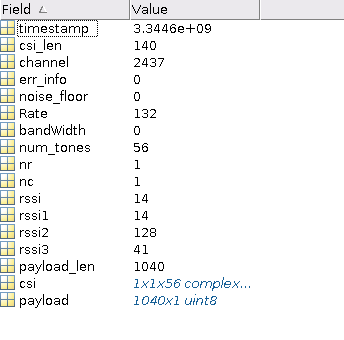 Field Value
timestamp 3.3446e+09
csi_len 140
channel 2437
err_info 0
noise_floor 0
Rate 132
bandWidth 0
num_tones 56
nr 1
nc 1
rssi 14
rssi1 14
rssi2 128
rssi3 41
payload_len 1040
csi 1x1x56 complex...
payload 1040x1 uint8